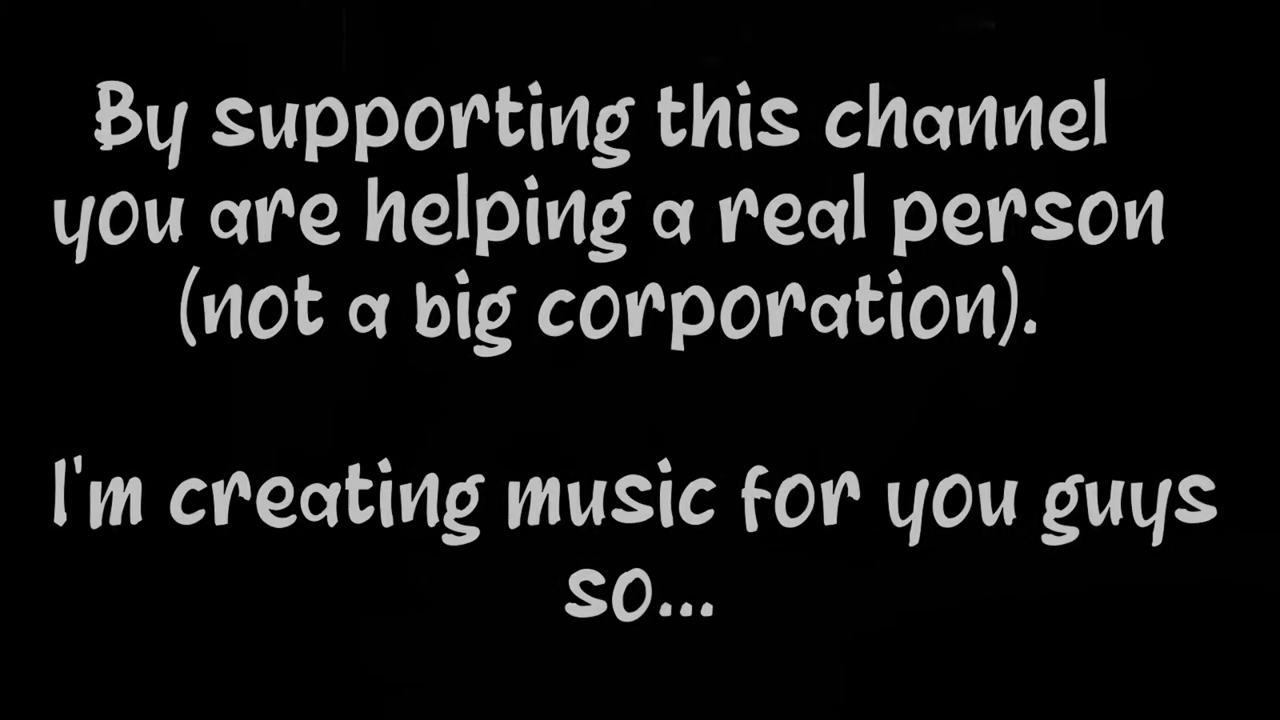 By supporting this channel
you are helping a real person
(not a big corporation).
I'm creating music for you guys
so...